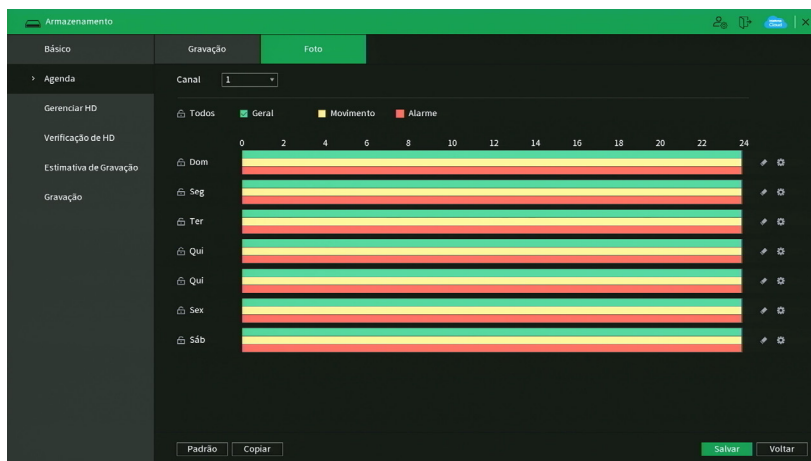 Armazenamento
Cloud
Básico
Gravação
Foto
Agenda
Canal
1
Gerenciar HD
Todos
Geral
Movimento
Alarme
Verificação de HD
0 2 4 6 8 10 12 14 16 18 20 22 24
Dom
Estimativa de Gravação
Seg
Gravação
Ter
Qui
Qui
Sex
Sáb
Padrão
Copiar
Salvar
Voltar